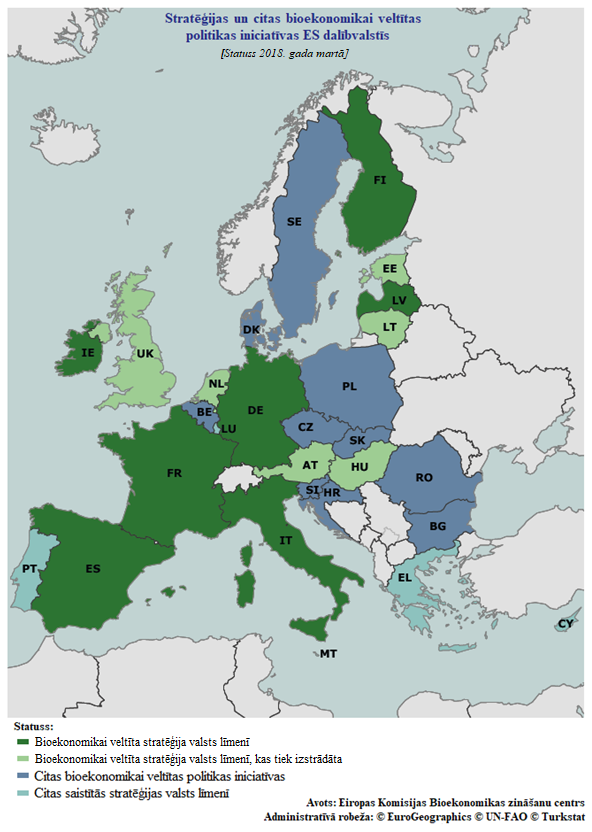 Stratēģijas un citas bioekonomikai veltītas
politikas iniciatīvas ES dalībvalstīs
[Statuss 2018. gada martā]
FI
SE
EE
LV
DK
LT
IE
UK
NL
PL
BE
DE
LU
CZ
SK
FR
AT
HU
RO
SI
HR
BG
IT
PT
ES
EL
CY
MT
Statuss:
Bioekonomikai veltīta stratēģija valsts līmenī
Bioekonomikai veltīta stratēģija valsts līmenī, kas tiek izstrādāta
Citas bioekonomikai veltītas politikas iniciatīvas
Citas saistītās stratēģijas valsts līmenī
Avots: Eiropas Komisijas Bioekonomikas zināšanu centrs
Administratīvā robeža: © EuroGeographics © UN-FAO © Turkstat